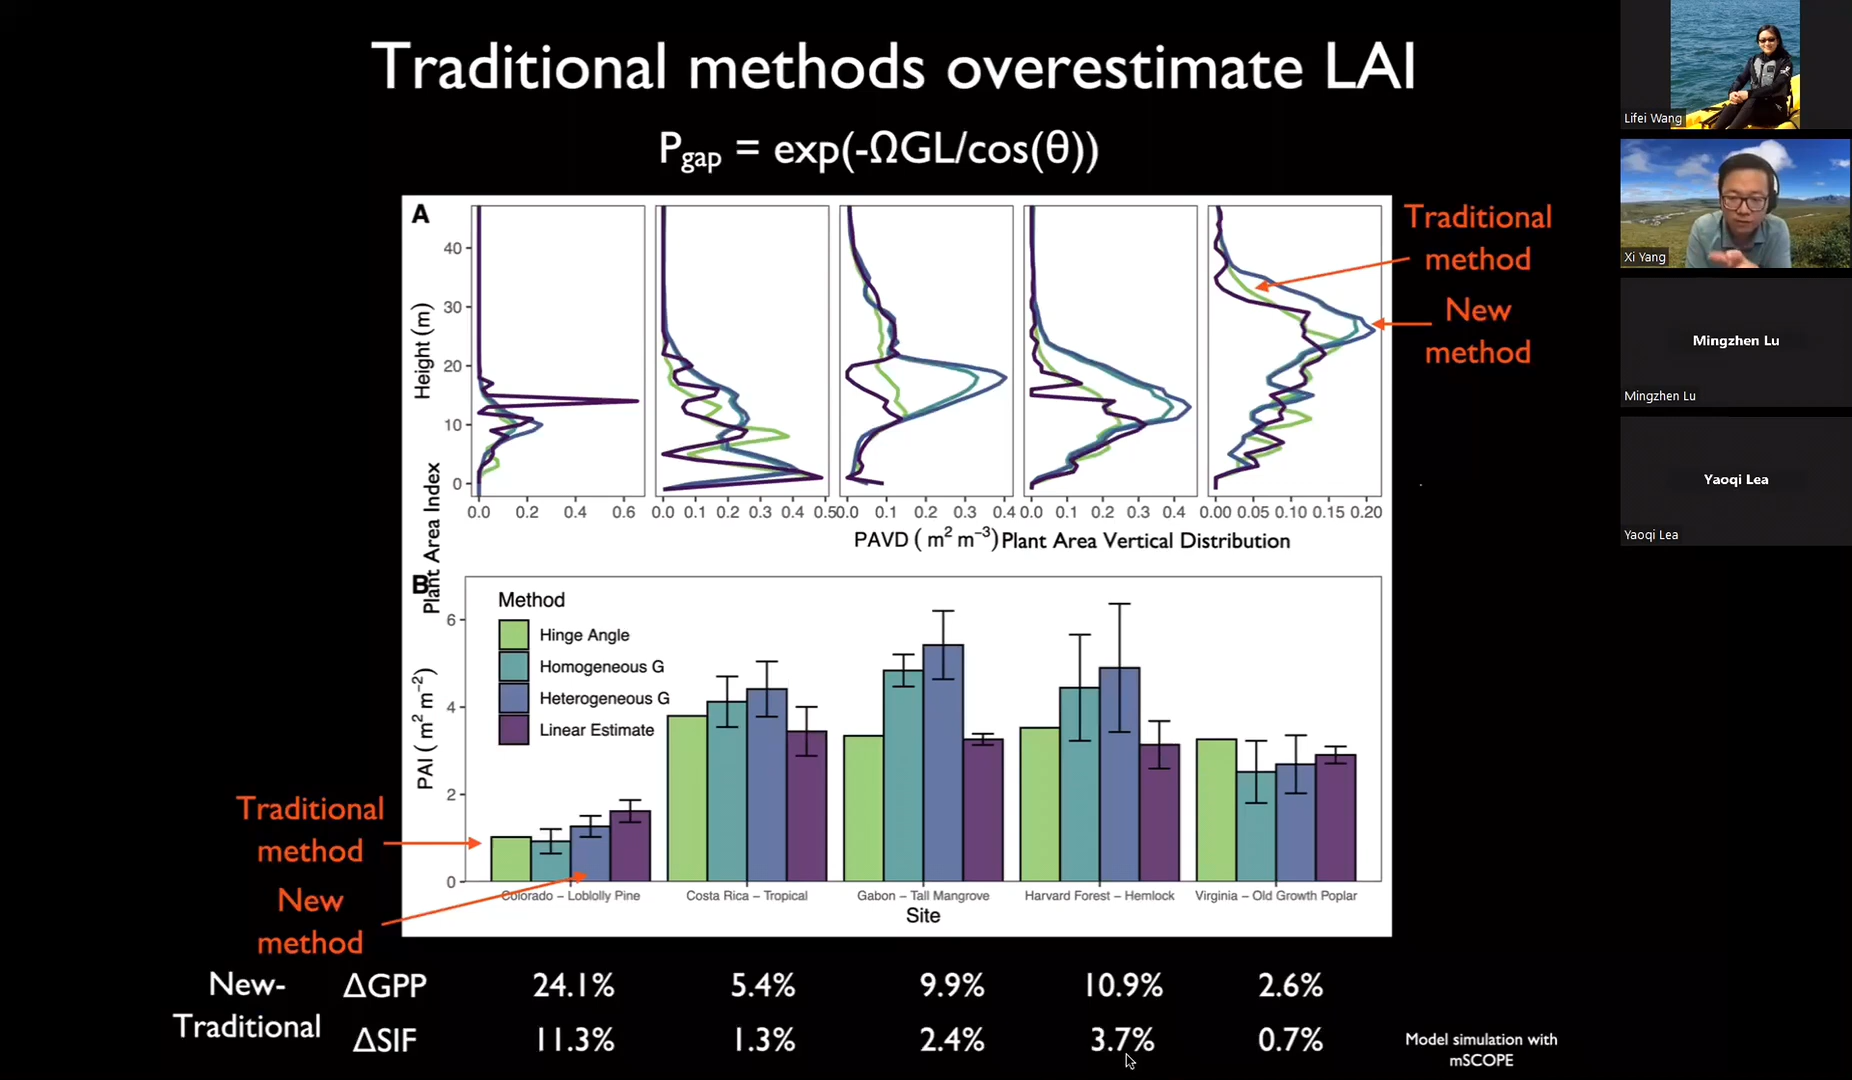 Traditional methods overestimate LAI
Pgap = exp(-ΩGL/cos(θ))
A
Height (m)
40
30
20
10
0
0.0 0.2 0.4 0.6
0.0 0.1 0.2 0.3 0.4 0.5
0.0 0.1 0.2 0.3 0.4
0.0 0.1 0.2 0.3 0.4
0.00 0.05 0.10 0.15 0.20
PAVD ( m² m⁻³) Plant Area Vertical Distribution
Traditional
method
New
method
Plant Area Index
B
PAI ( m² m⁻²)
6
4
2
0
Method
Hinge Angle
Homogeneous G
Heterogeneous G
Linear Estimate
Colorado – Loblolly Pine
Costa Rica – Tropical
Gabon – Tall Mangrove
Harvard Forest – Hemlock
Virginia – Old Growth Poplar
Site
Traditional
method
New
method
New-
Traditional
ΔGPP 24.1% 5.4% 9.9% 10.9% 2.6%
ΔSIF 11.3% 1.3% 2.4% 3.7% 0.7%
Model simulation with
mSCOPE
Lifei Wang
Xi Yang
Mingzhen Lu
Mingzhen Lu
Yaoqi Lea
Yaoqi Lea